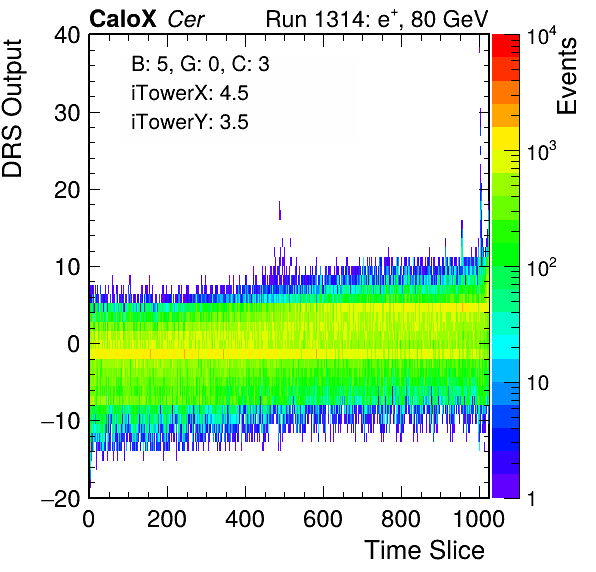 CaloX Cer
Run 1314: e+, 80 GeV
B: 5, G: 0, C: 3
iTowerX: 4.5
iTowerY: 3.5
DRS Output
40
30
20
10
0
−10
−20
0 200 400 600 800 1000
Time Slice
Events
10^4
10^3
10^2
10
1